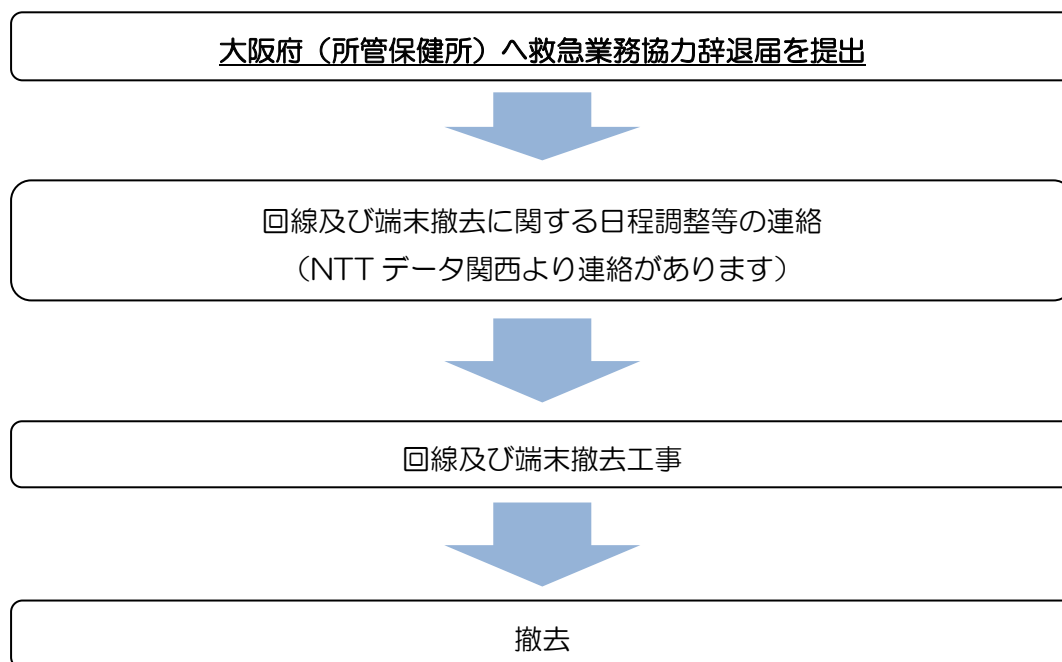 大阪府（所管保健所）へ救急業務協力辞退届を提出
回線及び端末撤去に関する日程調整等の連絡
（NTT データ関西より連絡があります）
回線及び端末撤去工事
撤去